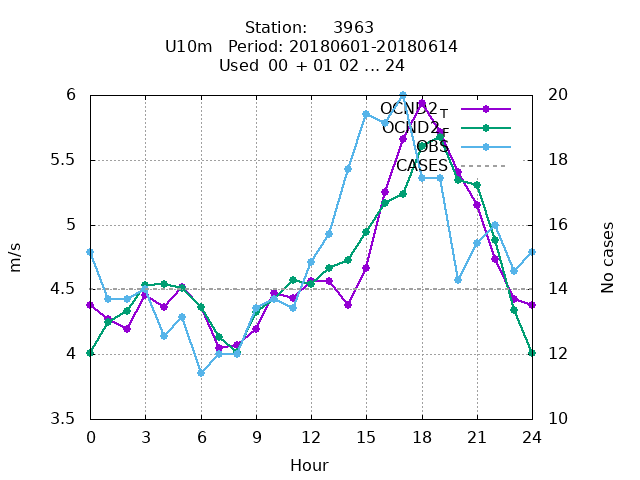 Station: 3963
U10m Period: 20180601-20180614
Used 00 + 01 02 ... 24
6 20
OCND2T
OCND2F
OBS
5.5 18
CASES
5 16
m/s
No cases
4.5 14
4 12
3.5 10
0 3 6 9 12 15 18 21 24
Hour